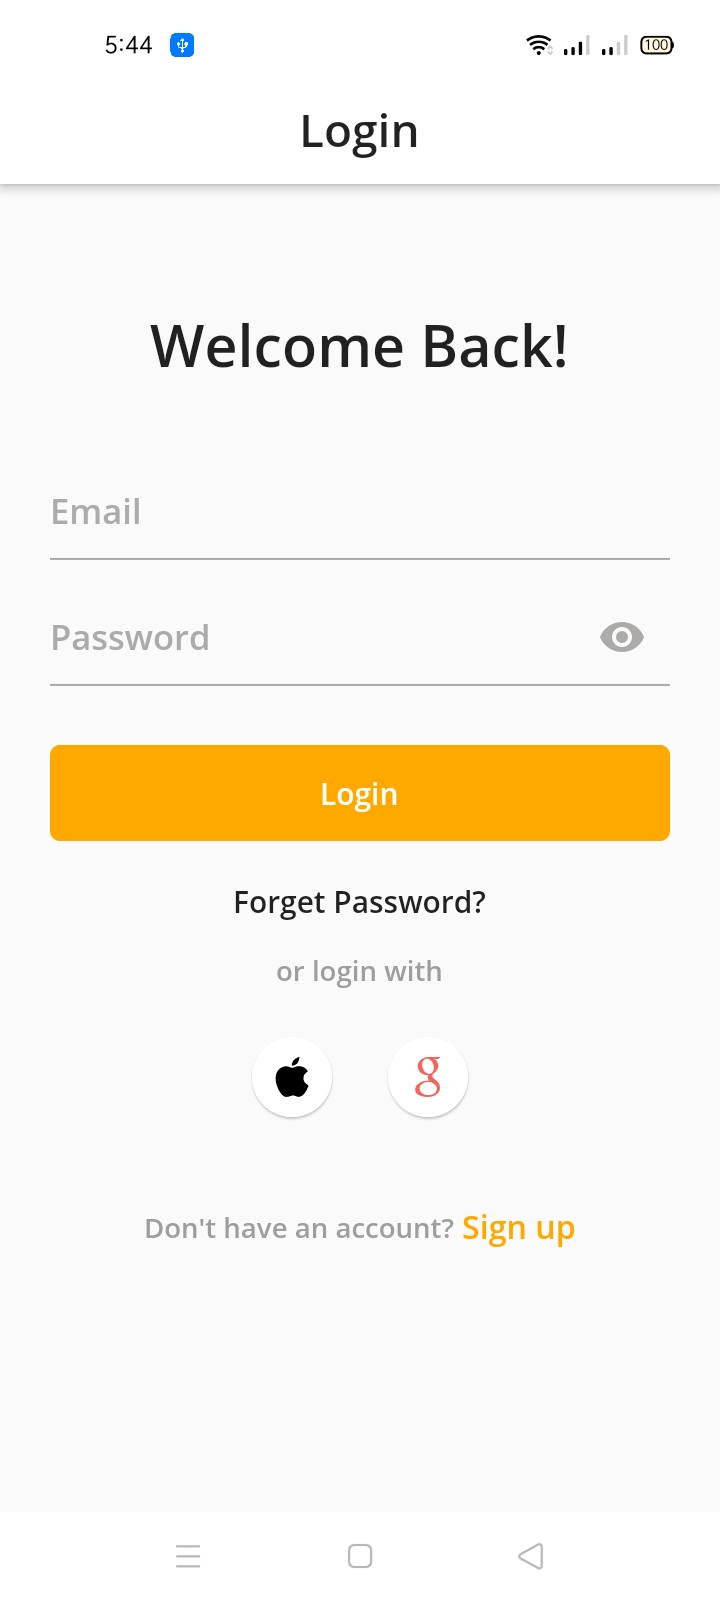 5:44
100
Login
Welcome Back!
Email
Password
Login
Forget Password?
or login with
g
Don't have an account? Sign up